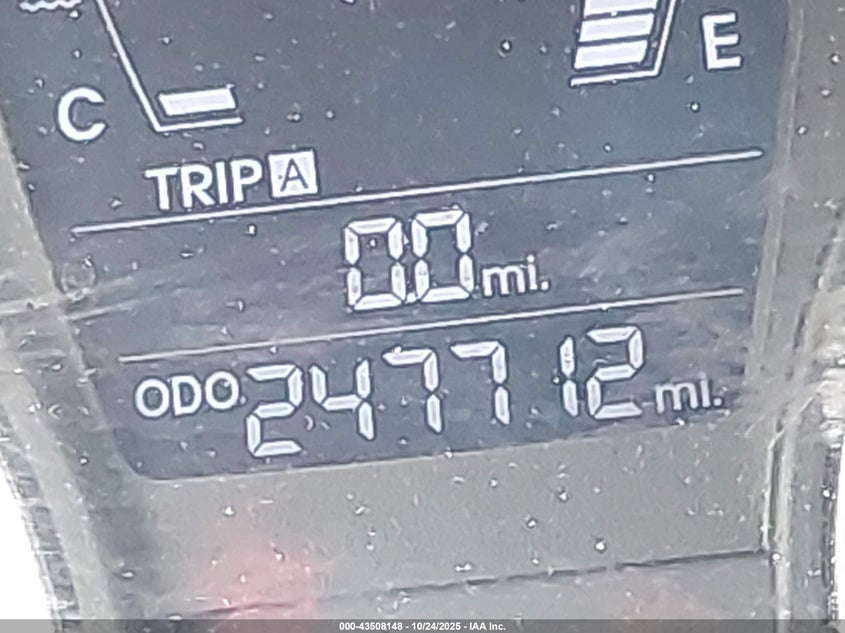 C
E
TRIP A
0.0 mi.
ODO. 247712 mi.
000-43508148 - 10/24/2025 - IAA Inc.